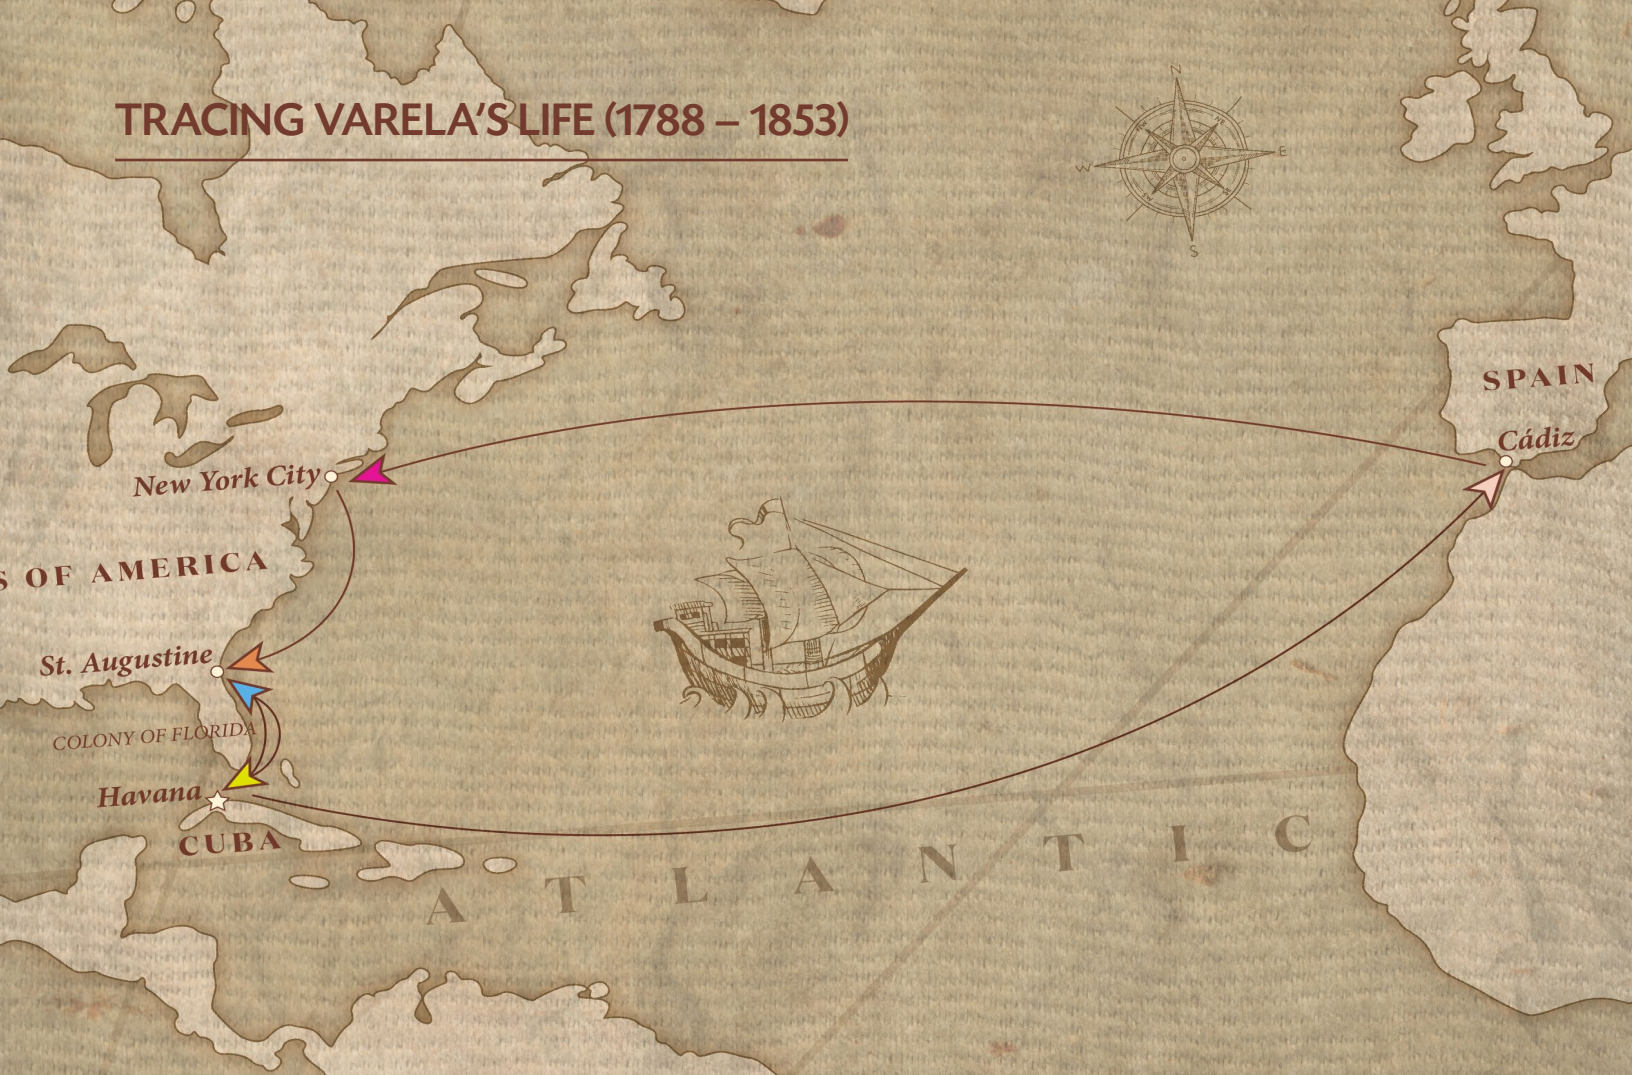 TRACING VARELA'S LIFE (1788 – 1853)
N
NE
W
E
S
SPAIN
Cádiz
New York City
S OF AMERICA
St. Augustine
COLONY OF FLORIDA
Havana
CUBA
ATLANTIC